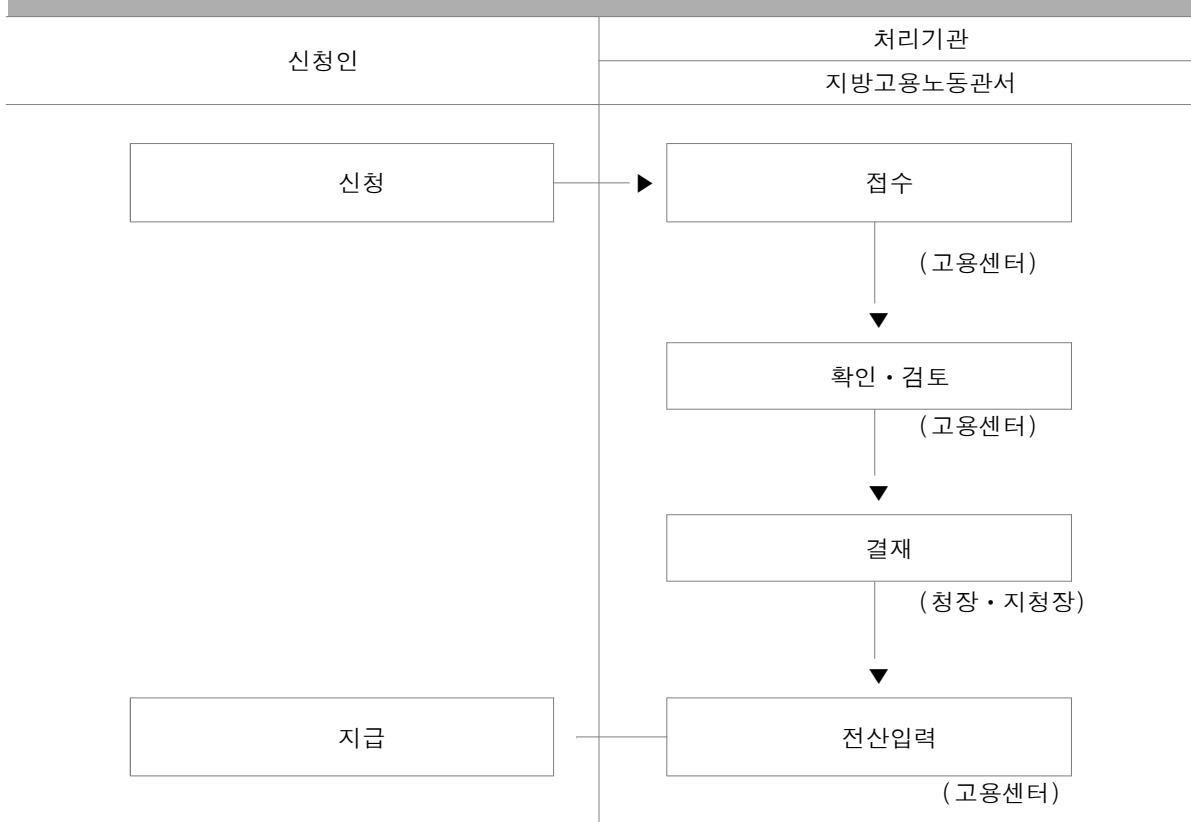 신청인
처리기관
지방고용노동관서
신청
접수
(고용센터)
확인・검토
(고용센터)
결재
(청장・지청장)
지급
전산입력
(고용센터)